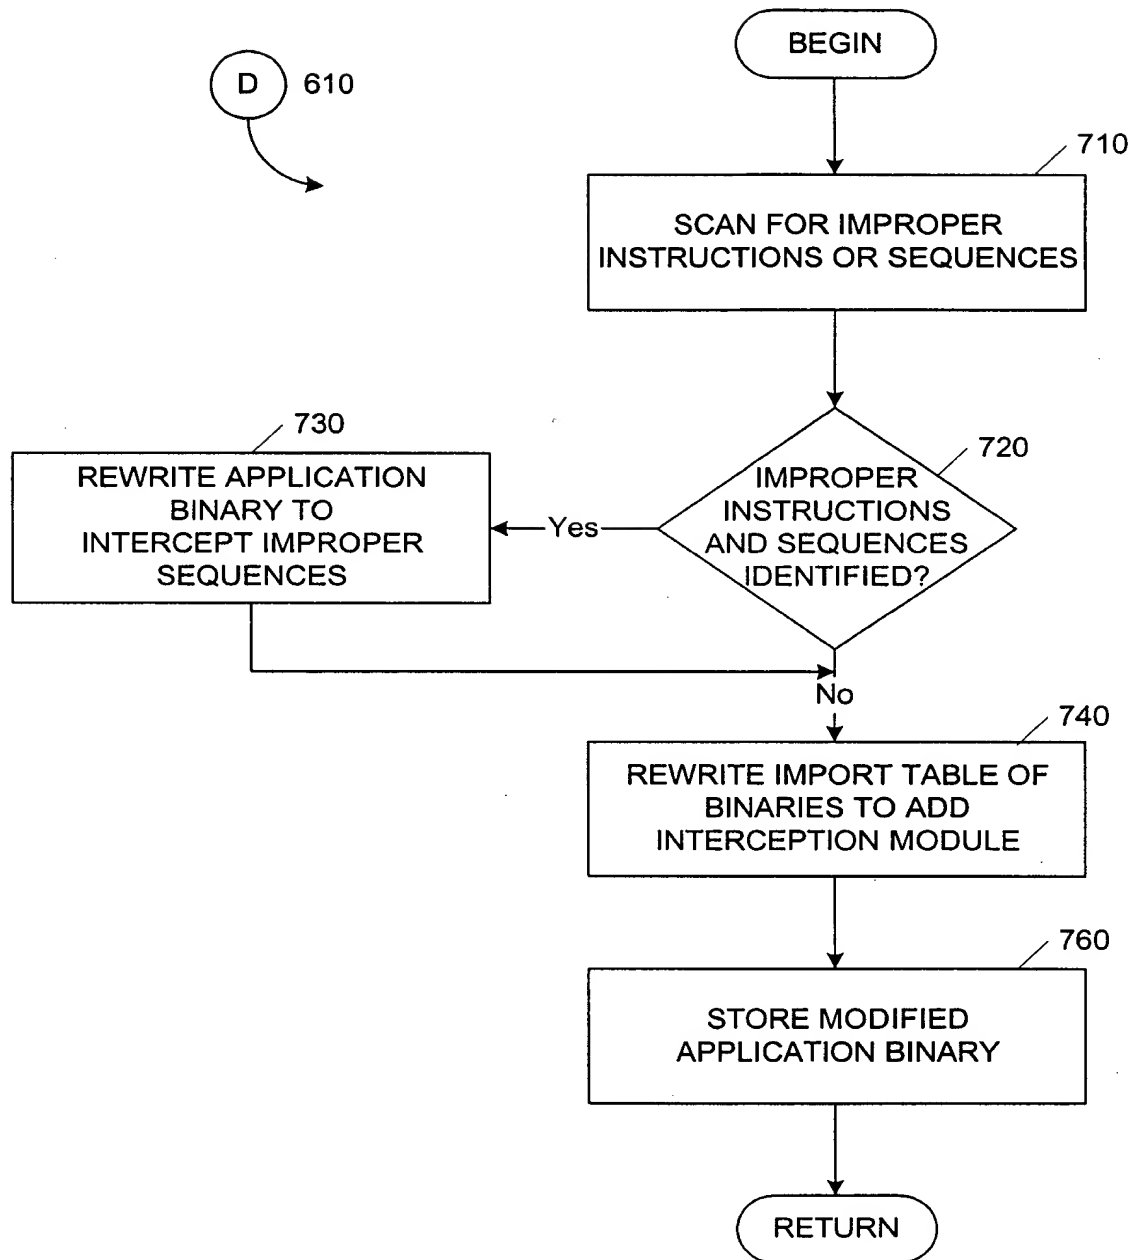 BEGIN
D 610
710
SCAN FOR IMPROPER
INSTRUCTIONS OR SEQUENCES
720
IMPROPER
INSTRUCTIONS
AND SEQUENCES
IDENTIFIED?
Yes
730
REWRITE APPLICATION
BINARY TO
INTERCEPT IMPROPER
SEQUENCES
No
740
REWRITE IMPORT TABLE OF
BINARIES TO ADD
INTERCEPTION MODULE
760
STORE MODIFIED
APPLICATION BINARY
RETURN